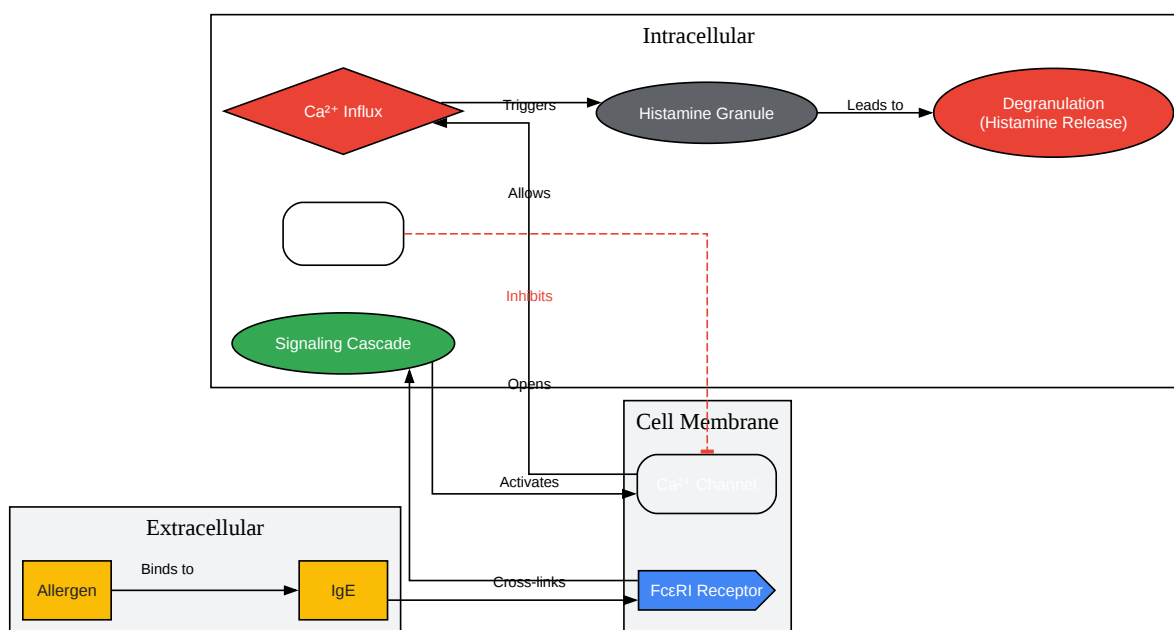 Intracellular
Ca²⁺ Influx
Triggers
Histamine Granule
Leads to
Degranulation
(Histamine Release)
Allows
Inhibits
Signaling Cascade
Opens
Cell Membrane
Ca²⁺ Channel
Activates
Extracellular
Allergen
Binds to
IgE
Cross-links
FcεRI Receptor